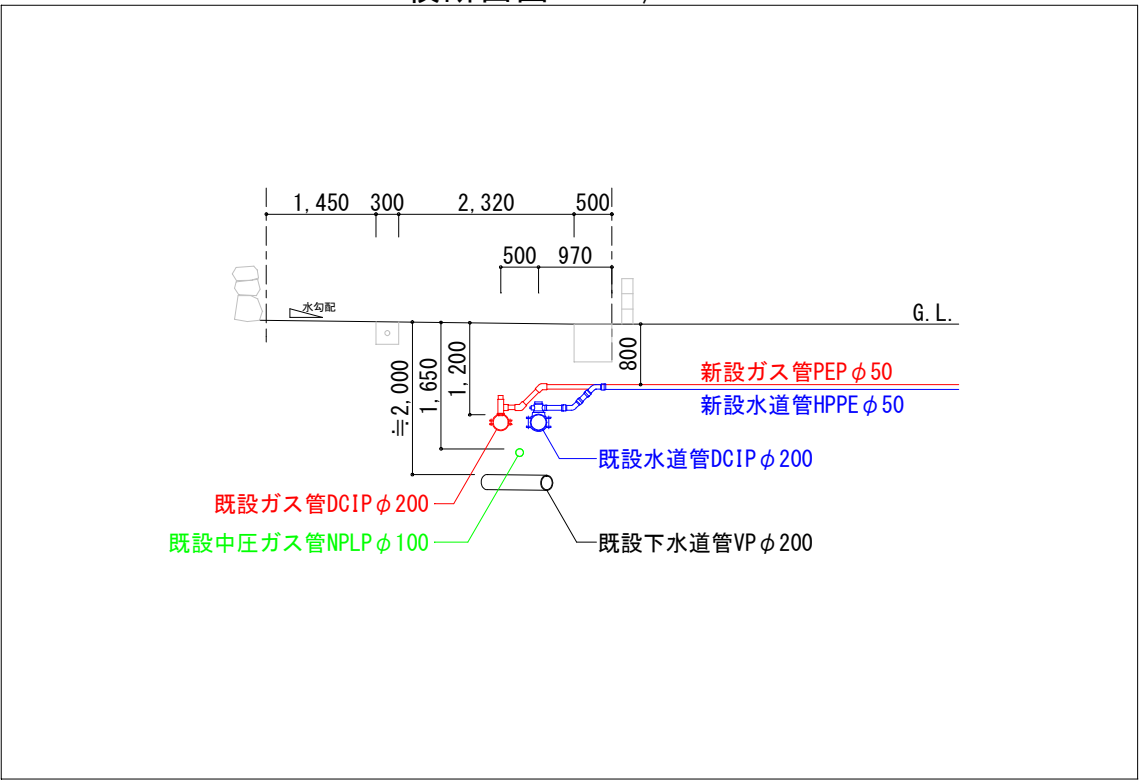 1,450 300 2,320 500
500 970
水勾配
G.L.
≒2,000
1,650
1,200
800
新設ガス管PEPφ50
新設水道管HPPEφ50
既設水道管DCIPφ200
既設ガス管DCIPφ200
既設中圧ガス管NPLPφ100
既設下水道管VPφ200